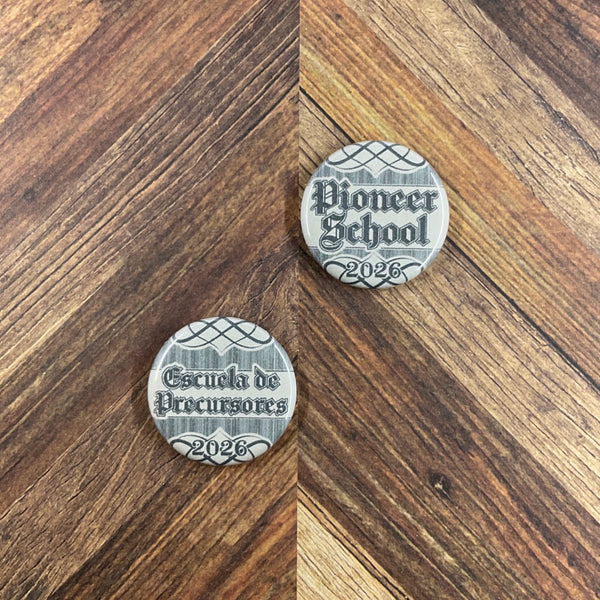 Pioneer
School
2026
Escuela de
Precursores
2026